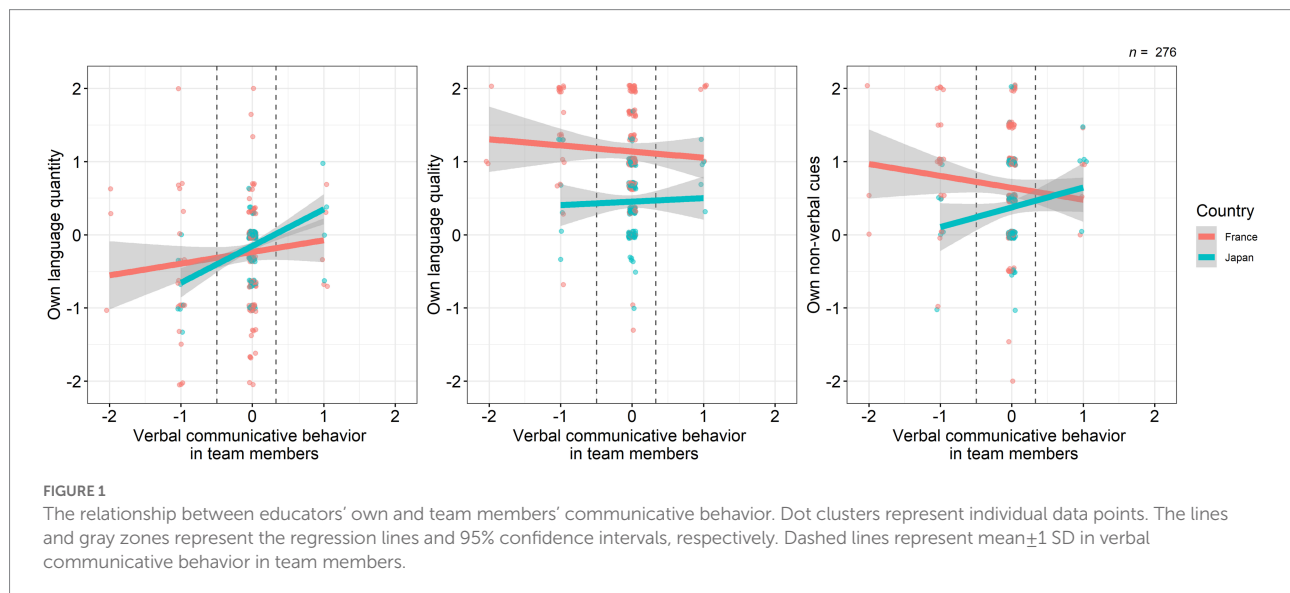 n = 276
Own language quantity
2
1
0
-1
-2
-2 -1 0 1 2
Verbal communicative behavior
in team members
Own language quality
2
1
0
-1
-2
-2 -1 0 1 2
Verbal communicative behavior
in team members
Own non-verbal cues
2
1
0
-1
-2
-2 -1 0 1 2
Verbal communicative behavior
in team members
Country
France
Japan
FIGURE 1
The relationship between educators’ own and team members’ communicative behavior. Dot clusters represent individual data points. The lines
and gray zones represent the regression lines and 95% confidence intervals, respectively. Dashed lines represent mean±1 SD in verbal
communicative behavior in team members.